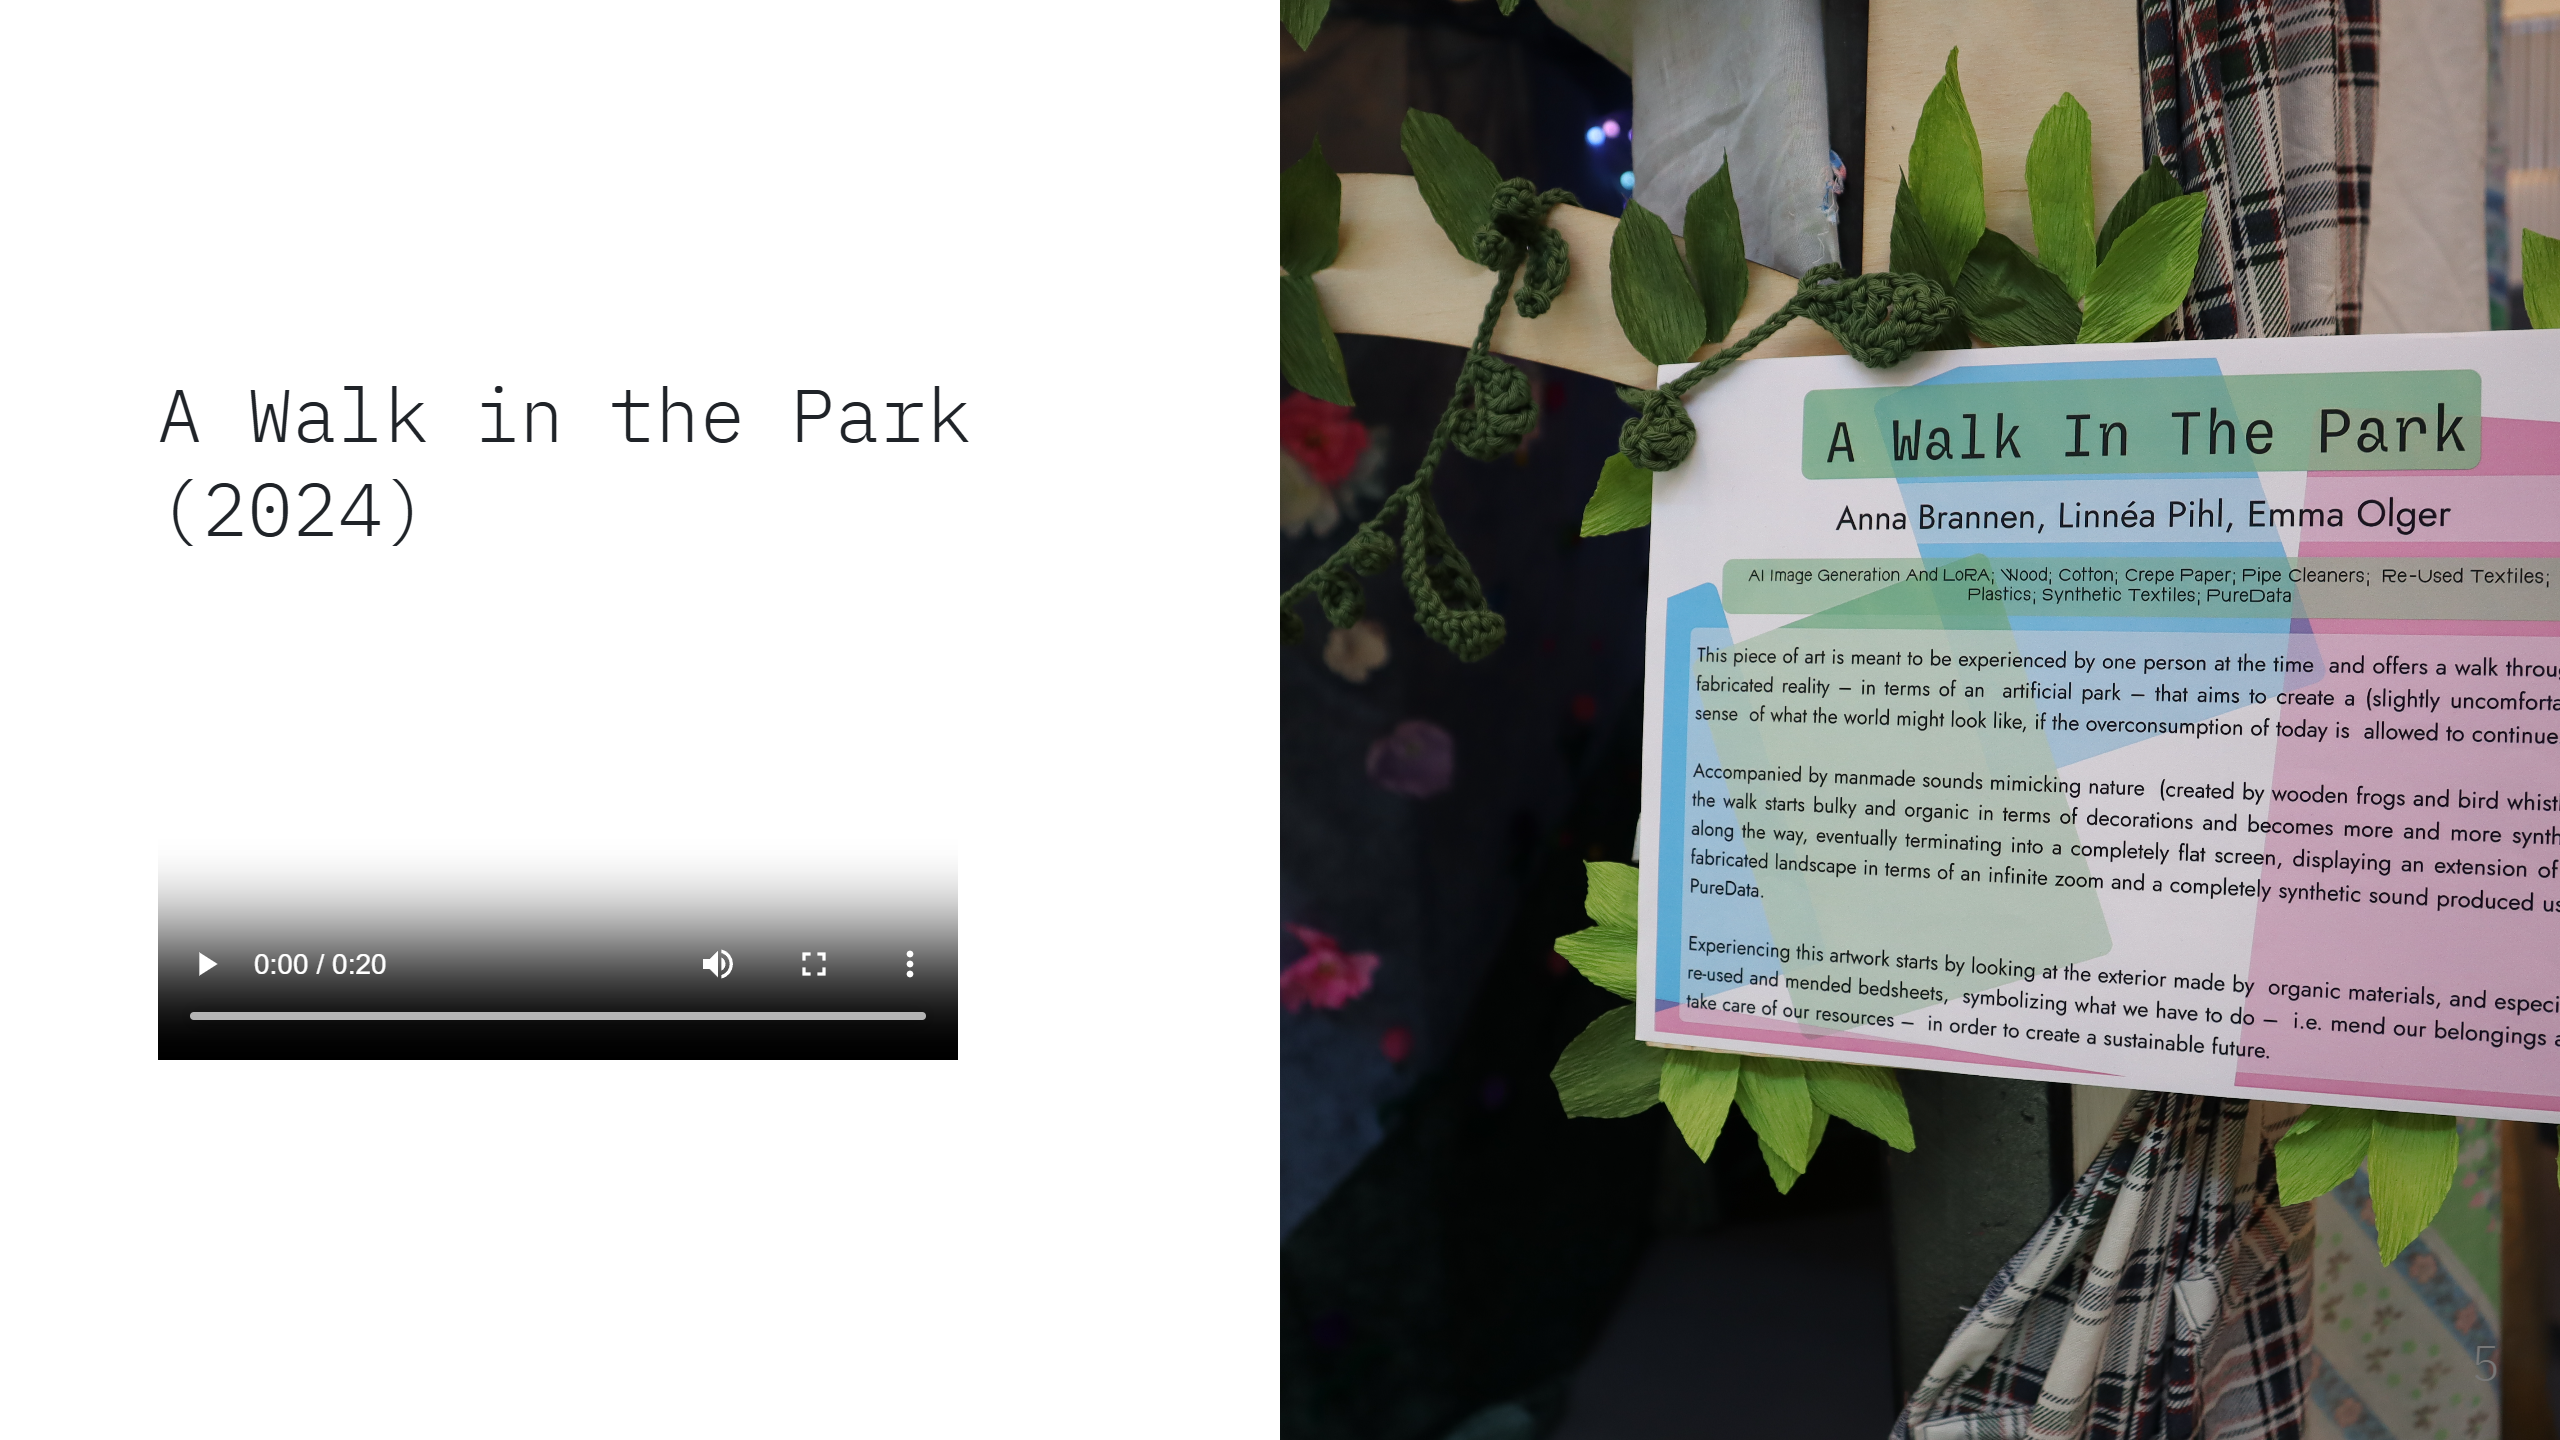 A Walk in the Park
(2024)
0:00 / 0:20
A Walk In The Park
Anna Brannen, Linnéa Pihl, Emma Olger
AI Image Generation And LoRA; Wood; Cotton; Crepe Paper; Pipe Cleaners; Re-Used Textiles;
Plastics; Synthetic Textiles; PureData
This piece of art is meant to be experienced by one person at the time and offers a walk
fabricated reality – in terms of an artificial park – that aims to create a (slightly
sense of what the world might look like, if the overconsumption of today is allowed to continue
Accompanied by manmade sounds mimicking nature (created by wooden frogs and bird
the walk starts bulky and organic in terms of decorations and becomes more and more
along the way, eventually terminating into a completely flat screen, displaying an extension of
fabricated landscape in terms of an infinite zoom and a completely synthetic sound produced
PureData.
Experiencing this artwork starts by looking at the exterior made by organic materials, and
re-used and mended bedsheets, symbolizing what we have to do – i.e. mend our belongings
take care of our resources – in order to create a sustainable future.
5